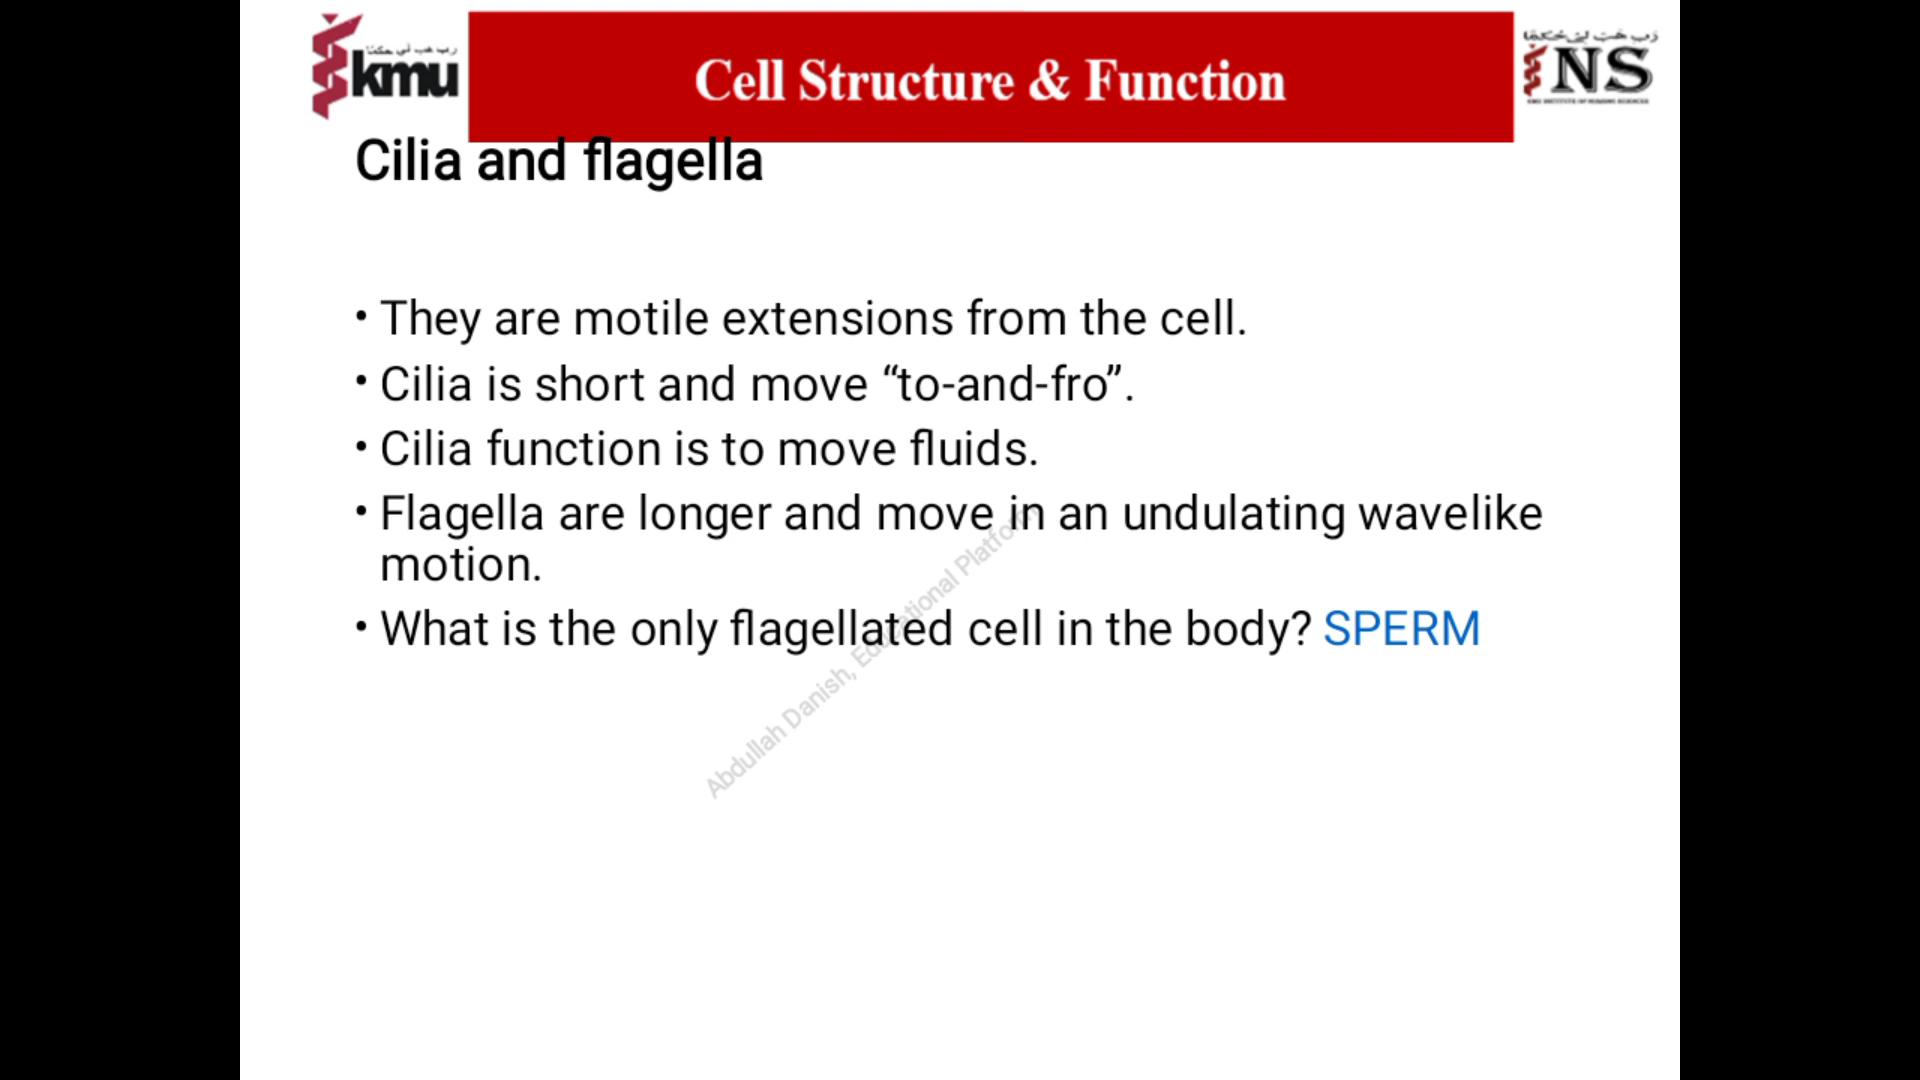 kmu
Cell Structure & Function
INS
Cilia and flagella
• They are motile extensions from the cell.
• Cilia is short and move “to-and-fro”.
• Cilia function is to move fluids.
• Flagella are longer and move in an undulating wavelike
motion.
• What is the only flagellated cell in the body? SPERM
Abdullah Danish, Educational Platform